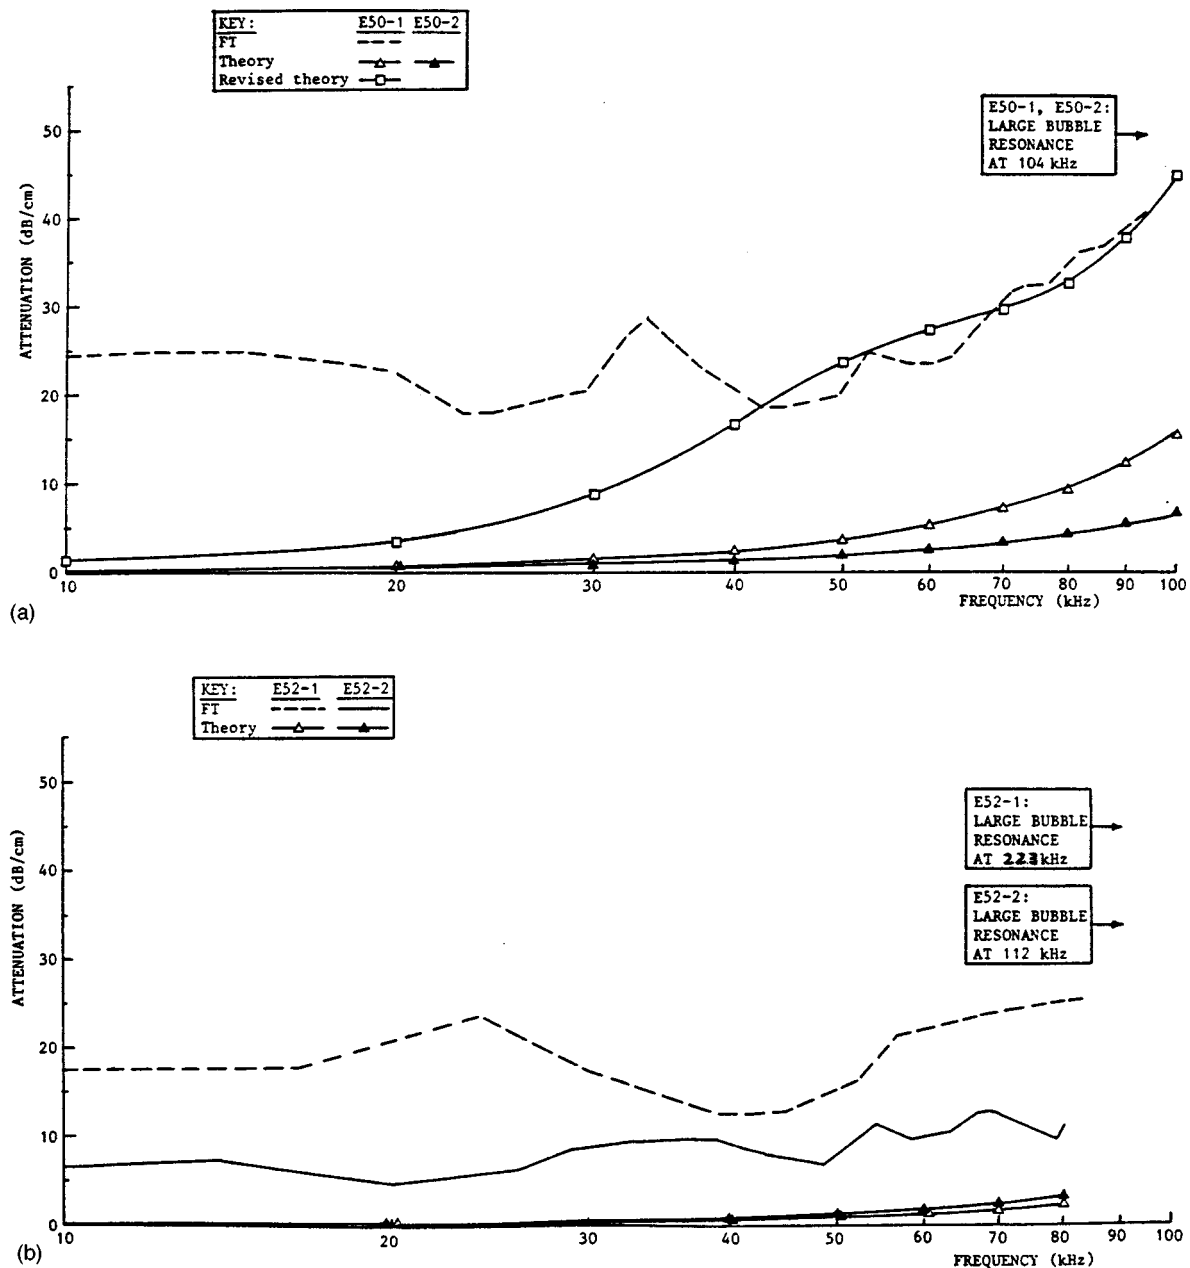 KEY: E50-1 E50-2
FT
Theory
Revised theory
E50-1, E50-2:
LARGE BUBBLE
RESONANCE
AT 104 kHz
ATTENUATION (dB/cm)
50
40
30
20
10
0
10 20 30 40 50 60 70 80 90 100
FREQUENCY (kHz)
(a)
KEY: E52-1 E52-2
FT
Theory
E52-1:
LARGE BUBBLE
RESONANCE
AT 223 kHz
E52-2:
LARGE BUBBLE
RESONANCE
AT 112 kHz
ATTENUATION (dB/cm)
50
40
30
20
10
0
10 20 30 40 50 60 70 80 90 100
FREQUENCY (kHz)
(b)